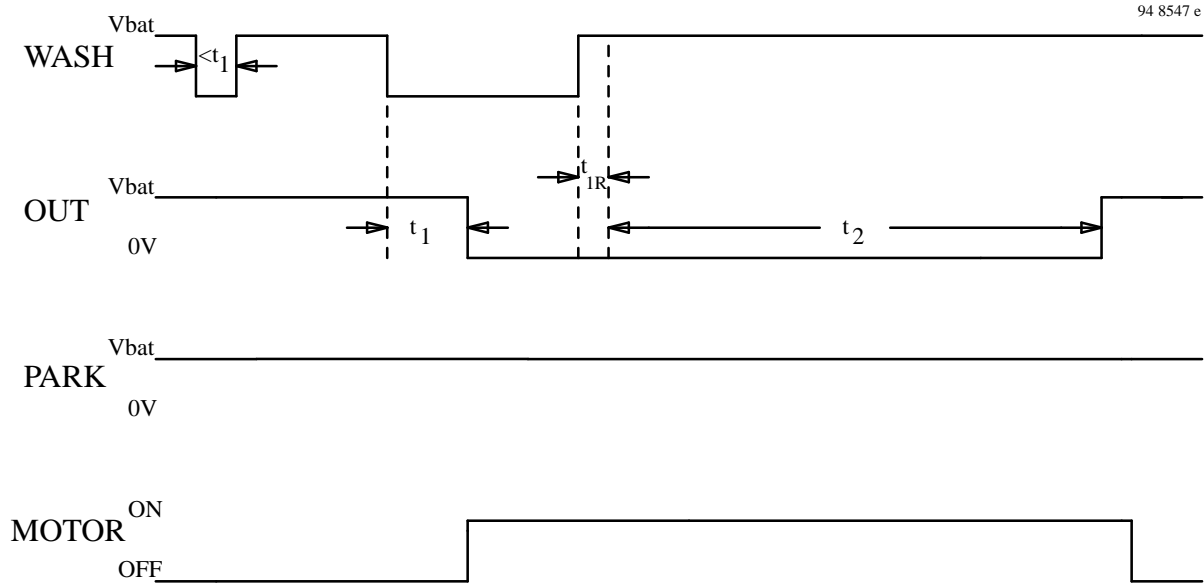 94 8547 e
Vbat
WASH
<t1
t1R
Vbat
OUT
0V
t1
t2
Vbat
PARK
0V
ON
MOTOR
OFF